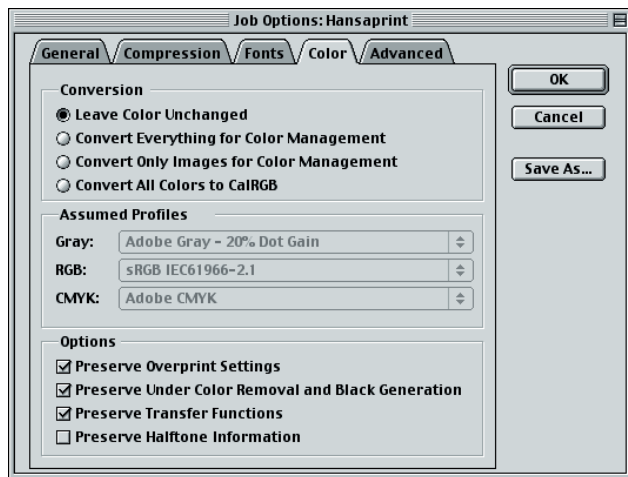 Job Options: Hansaprint
General Compression Fonts Color Advanced
Conversion
Leave Color Unchanged
Convert Everything for Color Management
Convert Only Images for Color Management
Convert All Colors to CalRGB
Assumed Profiles
Gray: Adobe Gray - 20% Dot Gain
RGB: sRGB IEC61966-2.1
CMYK: Adobe CMYK
Options
Preserve Overprint Settings
Preserve Under Color Removal and Black Generation
Preserve Transfer Functions
Preserve Halftone Information
OK
Cancel
Save As...